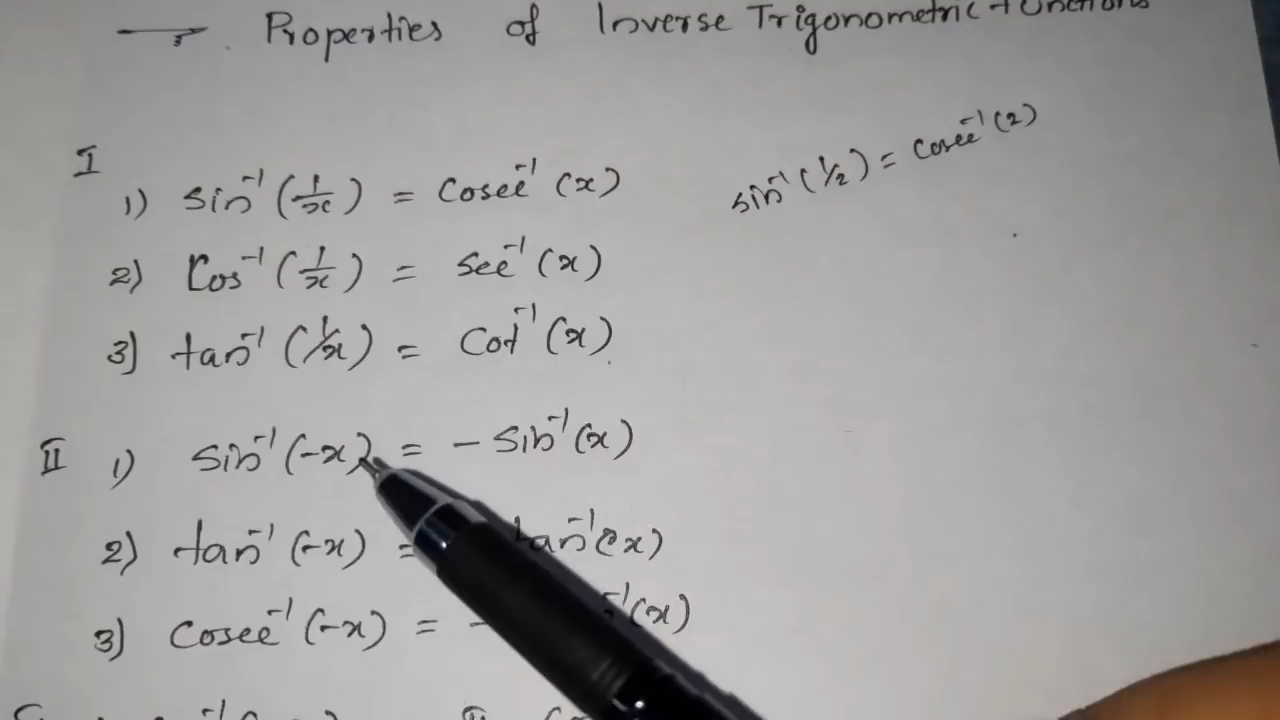 Properties of Inverse Trigonometric Functions
I
1) sin⁻¹(1/x) = Cosec⁻¹(x)
sin⁻¹(1/2) = Cosec⁻¹(2)
2) Cos⁻¹(1/x) = Sec⁻¹(x)
3) tan⁻¹(1/x) = Cot⁻¹(x)
II 1) sin⁻¹(-x) = - Sin⁻¹(x)
2) tan⁻¹(-x) = tan⁻¹(x)
3) Cosec⁻¹(-x) = - ⁻¹(x)